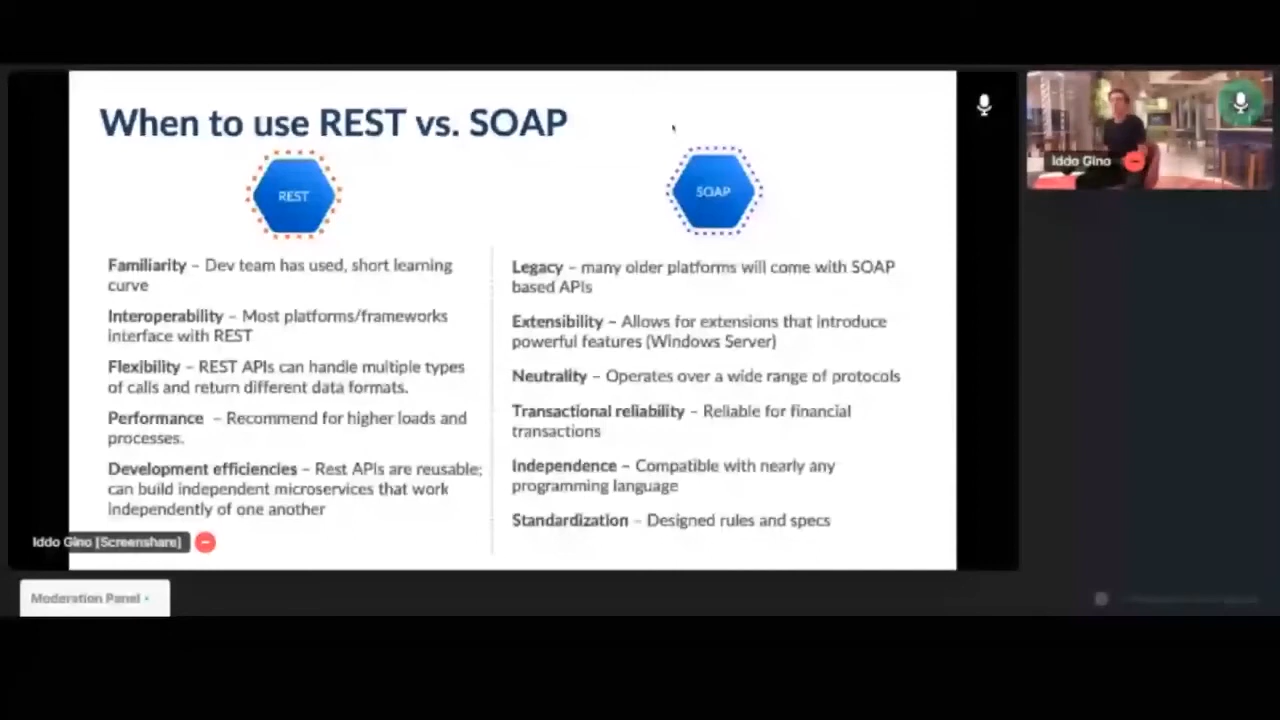 When to use REST vs. SOAP
REST
SOAP
Familiarity – Dev team has used, short learning
curve
Interoperability – Most platforms/frameworks
interface with REST
Flexibility – REST APIs can handle multiple types
of calls and return different data formats.
Performance – Recommend for higher loads and
processes.
Development efficiencies – Rest APIs are reusable;
can build independent microservices that work
independently of one another
Legacy – many older platforms will come with SOAP
based APIs
Extensibility – Allows for extensions that introduce
powerful features (Windows Server)
Neutrality – Operates over a wide range of protocols
Transactional reliability – Reliable for financial
transactions
Independence – Compatible with nearly any
programming language
Standardization – Designed rules and specs
Iddo Gino [Screenshare]
Iddo Gino
Moderation Panel